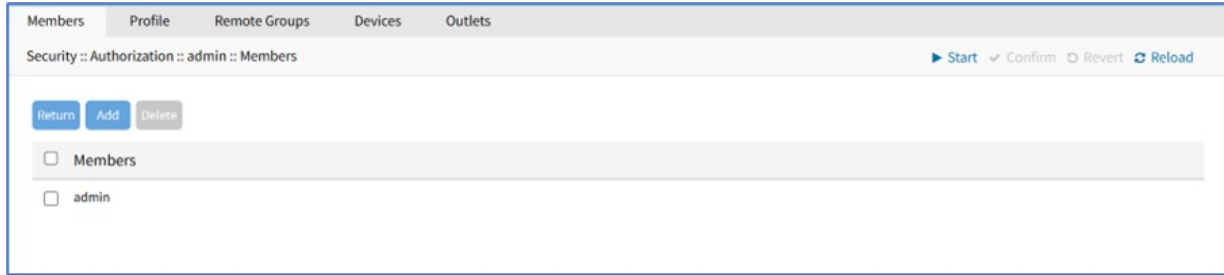 Members Profile Remote Groups Devices Outlets
Security :: Authorization :: admin :: Members Start Confirm Revert Reload
Return Add Delete
Members
admin